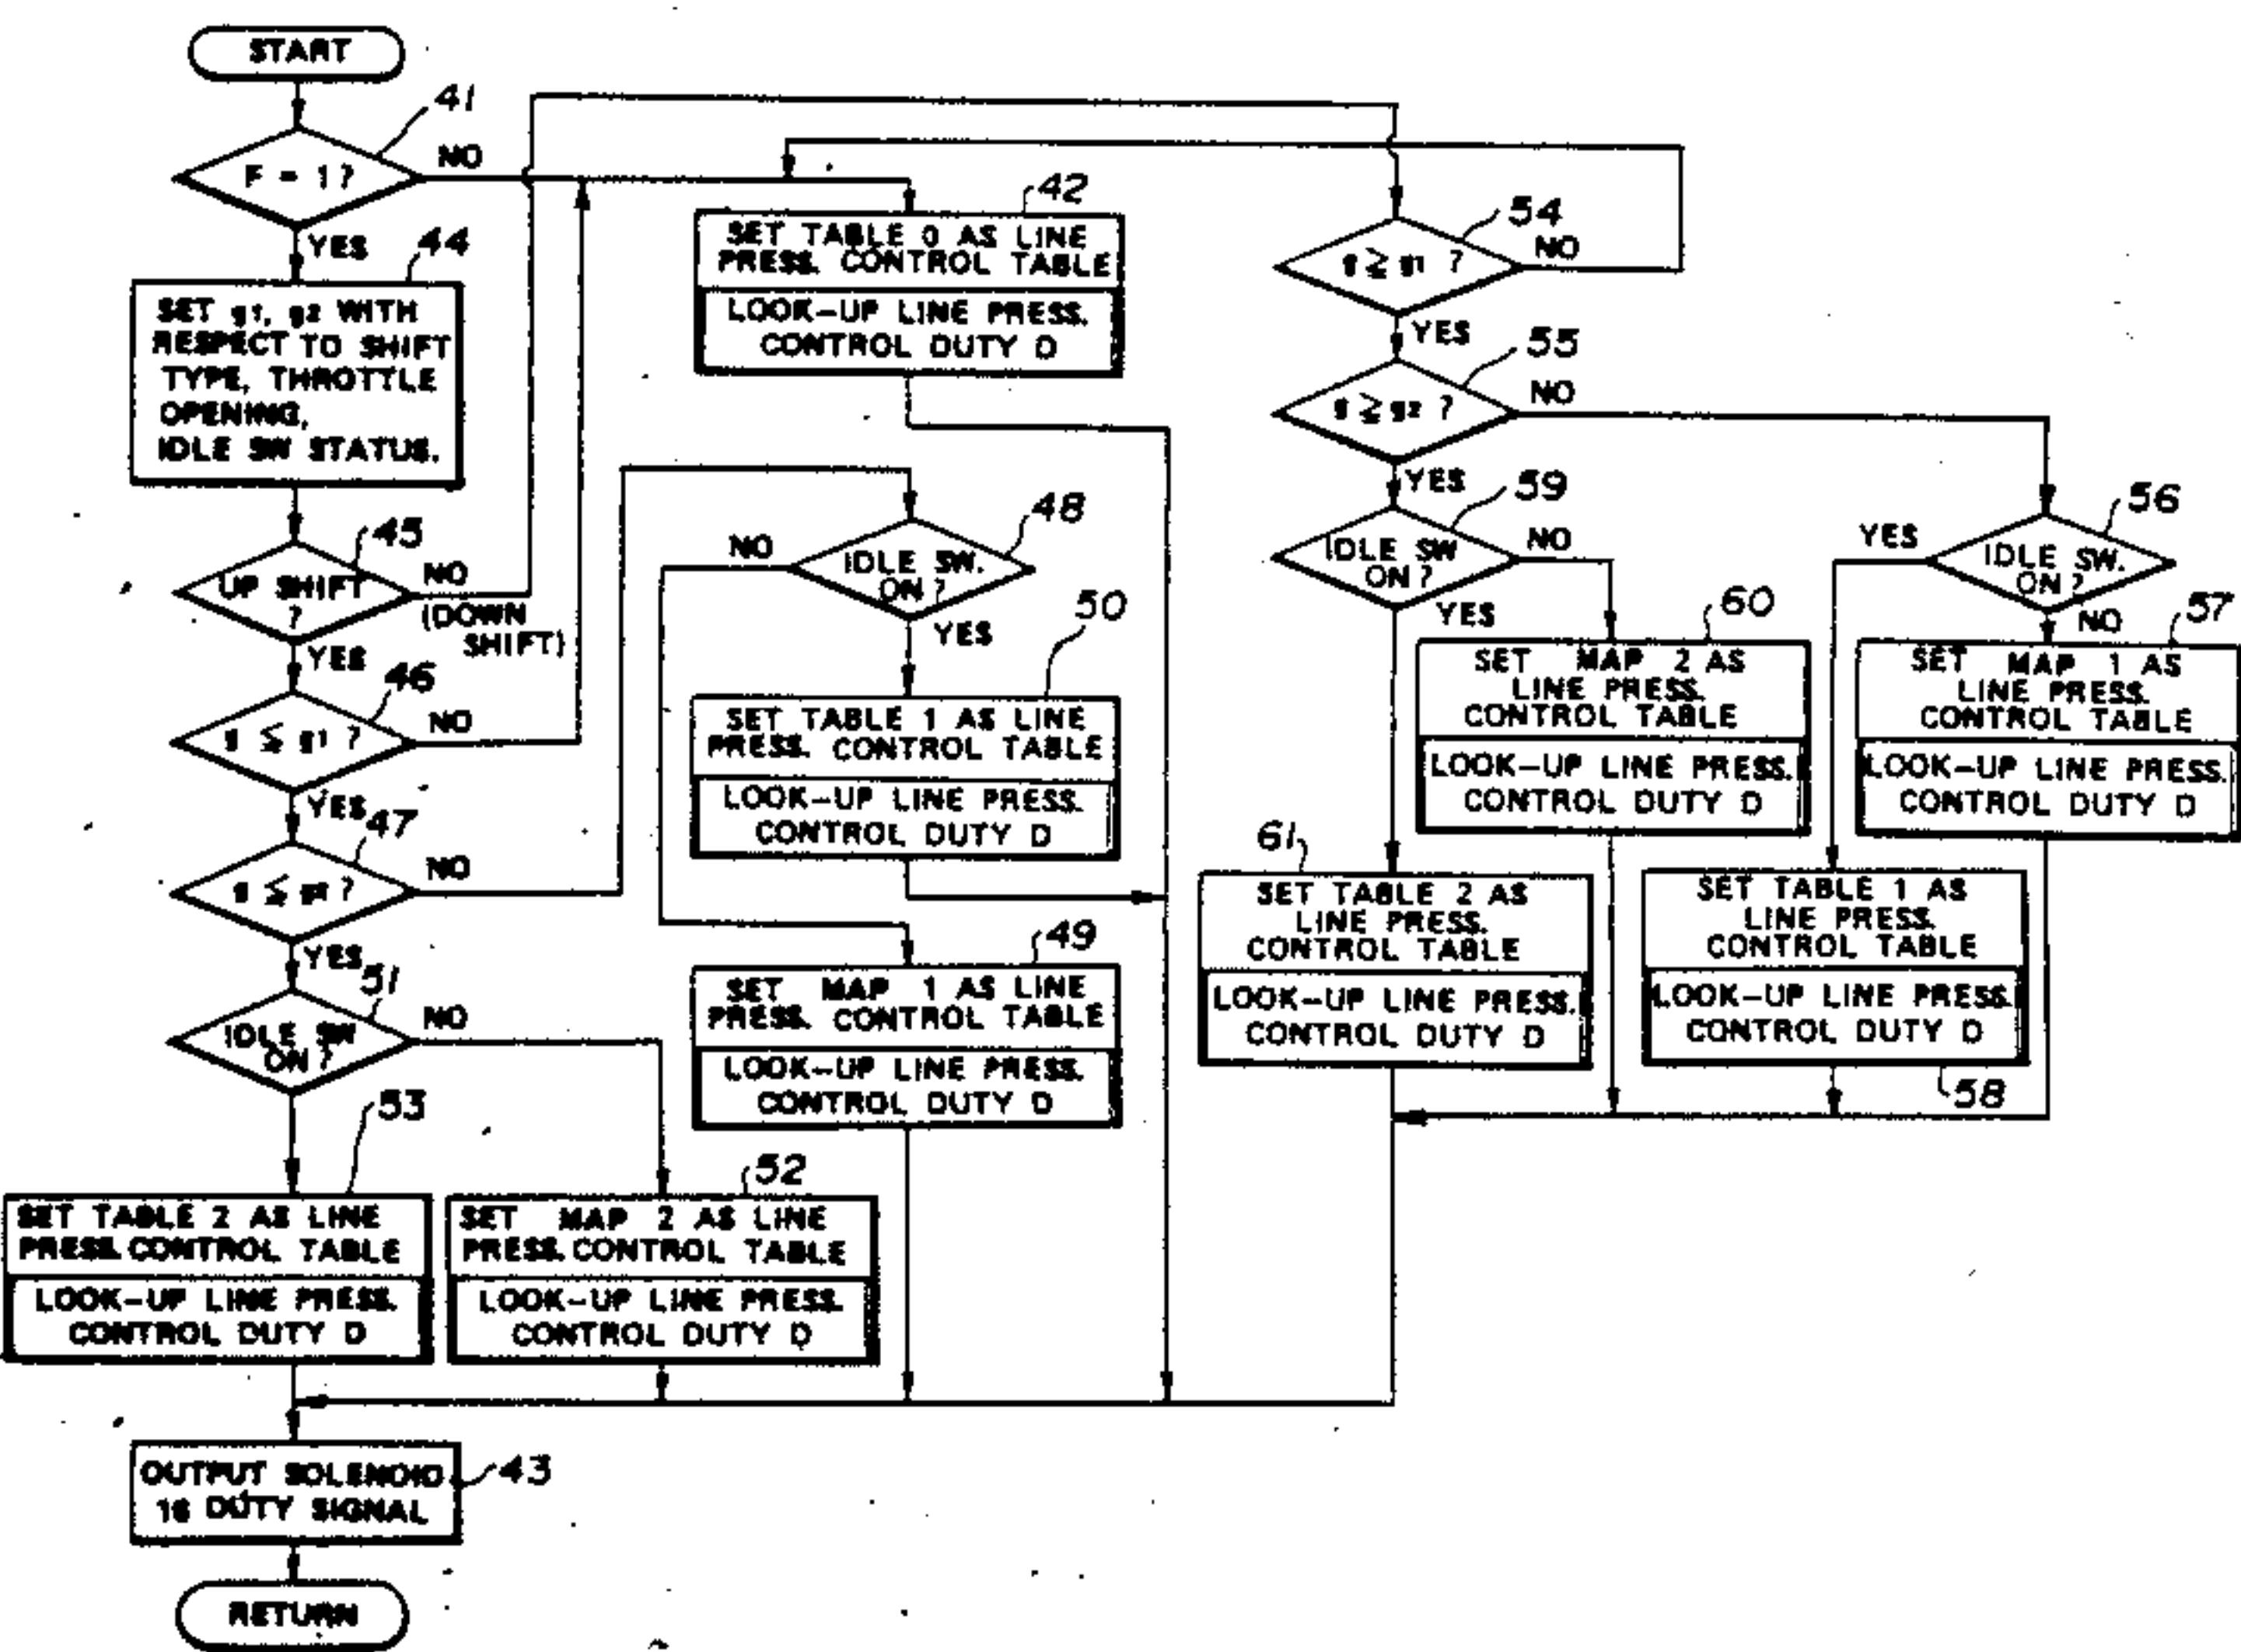 START
41
F = 1 ?
NO
YES
44
SET g1, g2 WITH
RESPECT TO SHIFT
TYPE, THROTTLE
OPENING,
IDLE SW STATUS.
45
UP SHIFT
?
NO
(DOWN
SHIFT)
YES
46
g ≦ g1 ?
NO
YES
47
g ≦ g2 ?
NO
YES
51
IDLE SW
ON ?
NO
53
SET TABLE 2 AS LINE
PRESS. CONTROL TABLE
LOOK-UP LINE PRESS.
CONTROL DUTY D
52
SET MAP 2 AS LINE
PRESS. CONTROL TABLE
LOOK-UP LINE PRESS.
CONTROL DUTY D
OUTPUT SOLENOID
16 DUTY SIGNAL
43
RETURN
42
SET TABLE 0 AS LINE
PRESS. CONTROL TABLE
LOOK-UP LINE PRESS.
CONTROL DUTY D
48
NO
IDLE SW.
ON ?
YES
50
SET TABLE 1 AS LINE
PRESS. CONTROL TABLE
LOOK-UP LINE PRESS.
CONTROL DUTY D
49
SET MAP 1 AS LINE
PRESS. CONTROL TABLE
LOOK-UP LINE PRESS.
CONTROL DUTY D
54
g ≧ g1 ?
NO
YES
55
g ≧ g2 ?
NO
YES
59
IDLE SW
ON ?
NO
YES
56
YES
IDLE SW.
ON ?
NO
60
SET MAP 2 AS
LINE PRESS.
CONTROL TABLE
LOOK-UP LINE PRESS.
CONTROL DUTY D
57
SET MAP 1 AS
LINE PRESS.
CONTROL TABLE
LOOK-UP LINE PRESS.
CONTROL DUTY D
61
SET TABLE 2 AS
LINE PRESS.
CONTROL TABLE
LOOK-UP LINE PRESS.
CONTROL DUTY D
SET TABLE 1 AS
LINE PRESS.
CONTROL TABLE
LOOK-UP LINE PRESS.
CONTROL DUTY D
58